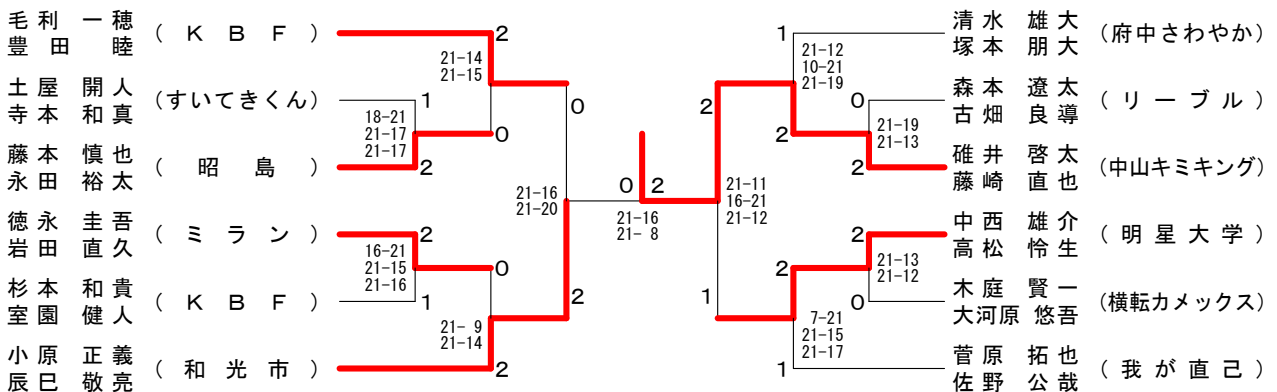 毛利 一穂
豊田 睦
( K B F )
土屋 開人
寺本 和真
(すいてきくん)
藤本 慎也
永田 裕太
( 昭 島 )
徳永 圭吾
岩田 直久
( ミ ラ ン )
杉本 和貴
室園 健人
( K B F )
小原 正義
辰巳 敬亮
( 和 光 市 )
2
21-14
21-15
1
18-21
21-17
21-17
0
2
0
21-16
21-20
2
16-21
21-15
21-16
0
1
2
21- 9
21-14
2
0 2
21-16
21- 8
1
21-12
10-21
21-19
2
0
2
21-19
21-13
2
21-11
16-21
21-12
2
2
21-13
21-12
1
0
7-21
21-15
21-17
1
清水 雄大
塚本 朋大
(府中さわやか)
森本 遼太
古畑 良導
( リ ー ブ ル )
碓井 啓太
藤崎 直也
(中山キミキング)
中西 雄介
高松 怜生
( 明 星 大 学 )
木庭 賢一
大河原 悠吾
(横転カメックス)
菅原 拓也
佐野 公哉
( 我 が 直 己 )